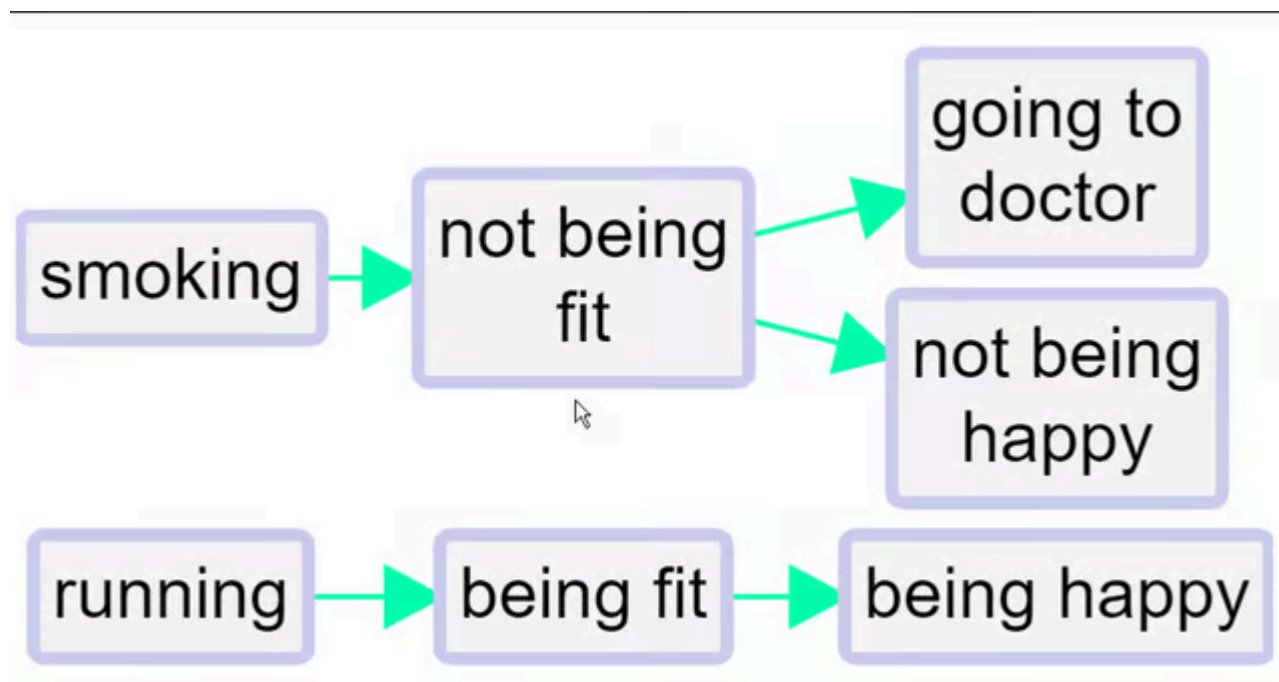 smoking
not being
fit
going to
doctor
not being
happy
running
being fit
being happy